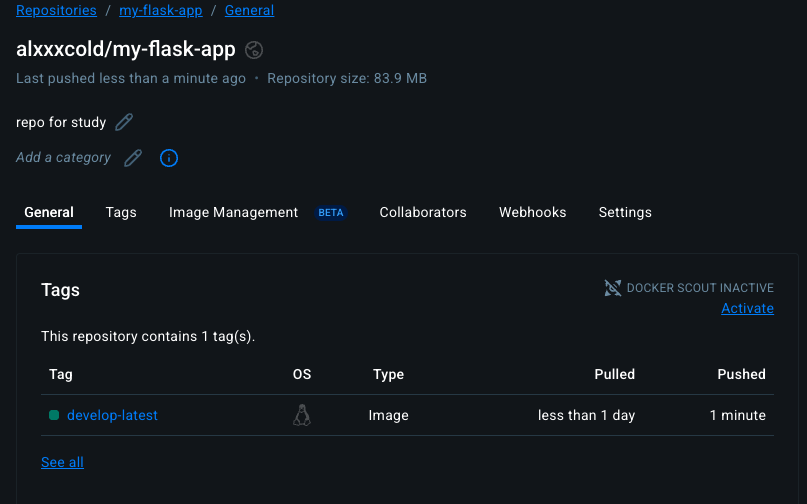 Repositories / my-flask-app / General
alxxxcold/my-flask-app
Last pushed less than a minute ago · Repository size: 83.9 MB
repo for study
Add a category
General Tags Image Management BETA Collaborators Webhooks Settings
Tags
DOCKER SCOUT INACTIVE
Activate
This repository contains 1 tag(s).
Tag OS Type Pulled Pushed
develop-latest Image less than 1 day 1 minute
See all